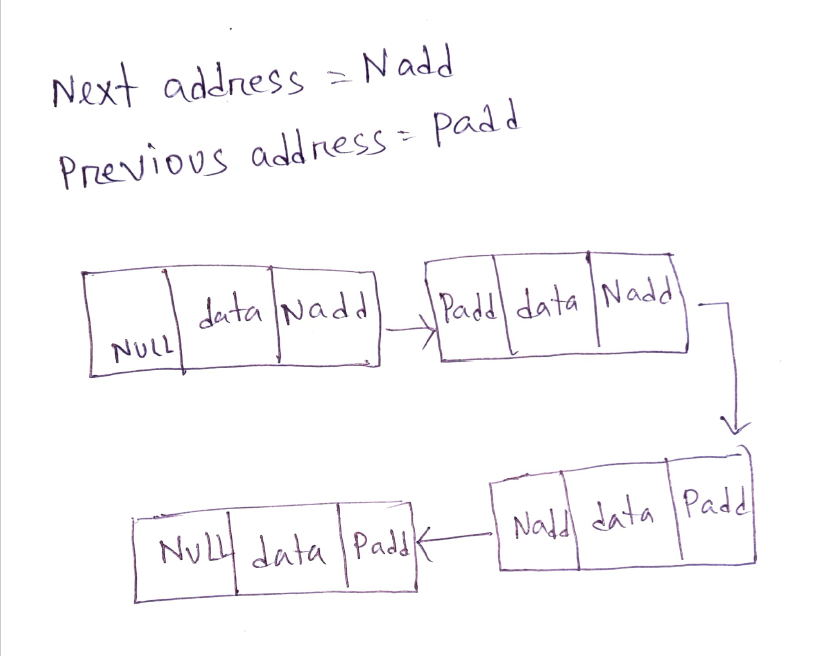 Next address = Nadd
Previous address = Padd
NULL data Nadd
Padd data Nadd
NULL data Padd
Nadd data Padd